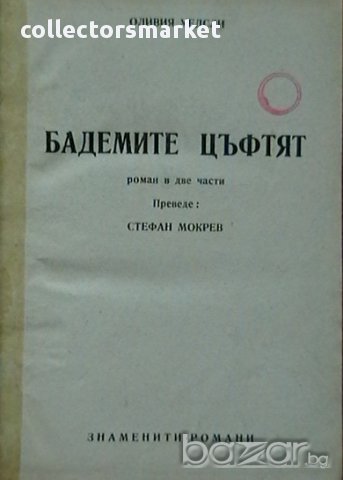 collectorsmarket
ОЛИВИЯ
БАДЕМИТЕ ЦЪФТЯТ
роман в две части
Преведе:
СТЕФАН МОКРЕВ
ЗНАМЕНИТИ РОМАНИ
bazar.bg